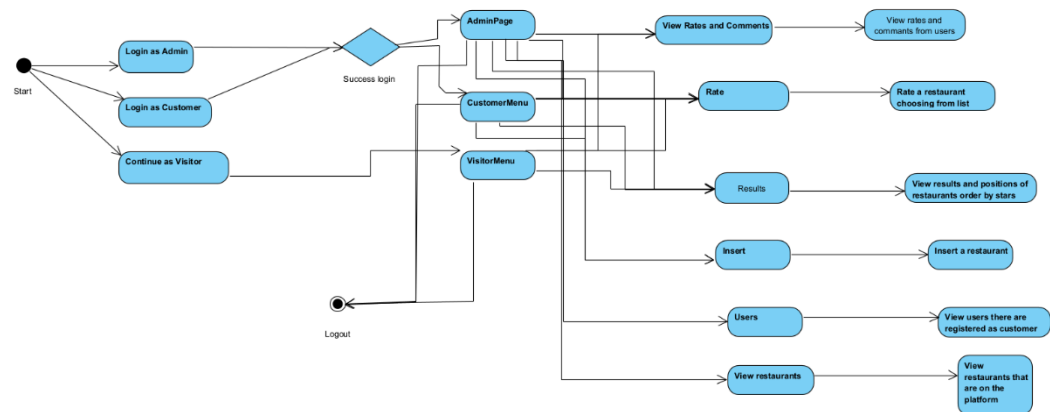 Start
Login as Admin
Login as Customer
Continue as Visitor
Success login
AdminPage
CustomerMenu
VisitorMenu
Logout
View Rates and Comments
View rates and
commants from users
Rate
Rate a restaurant
choosing from list
Results
View results and positions of
restaurants order by stars
Insert
Insert a restaurant
Users
View users there are
registered as customer
View restaurants
View
restaurants that
are on the
platform